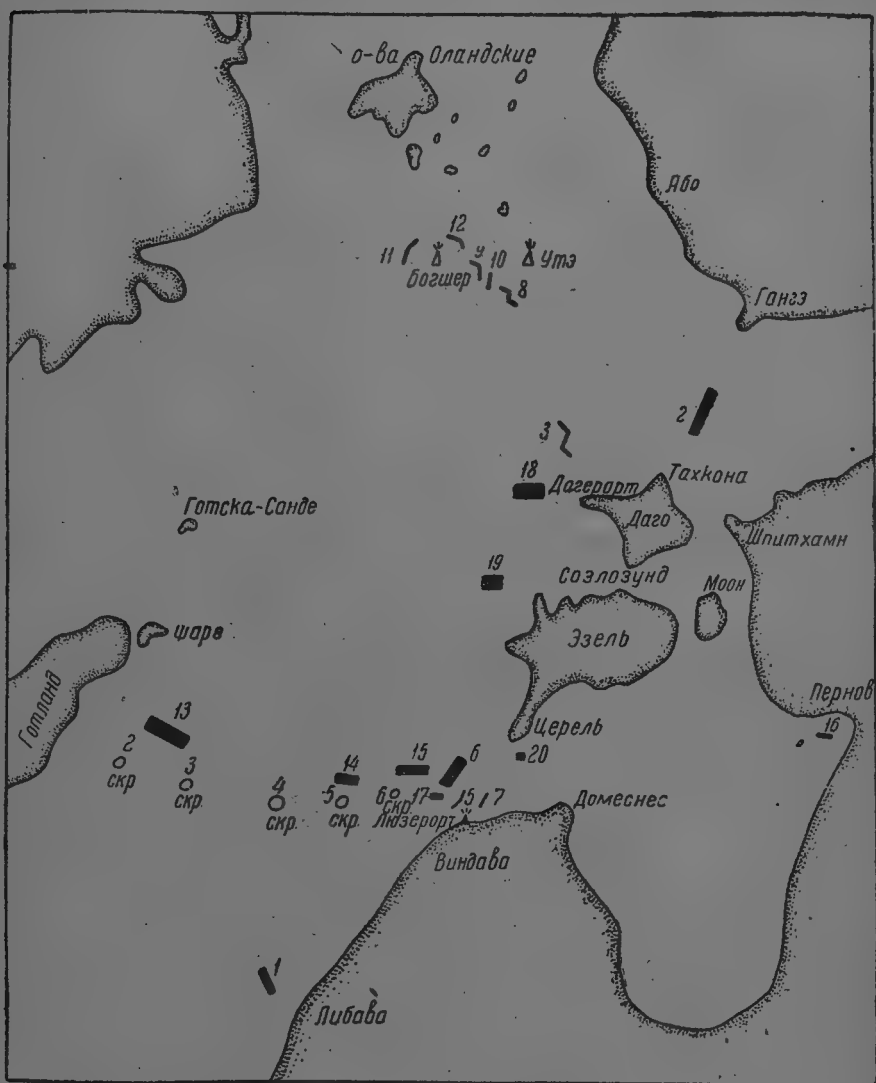 о-ва Оландские
Або
12
11
У
10
Утэ
Богшер
8
Гангэ
2
3
18
Дагерорт
Тахкона
Готска-Сандэ
Даго
Шпитхамн
19
Соэлозунд
Моон
Фарэ
Эзель
Готланд
Пернов
13
16
Церель
2
скр
3
скр.
14
15
6
20
4
скр.
5
скр.
6
скр.
17
15
17
Домеснес
Люзерорт
Виндава
1
Либава